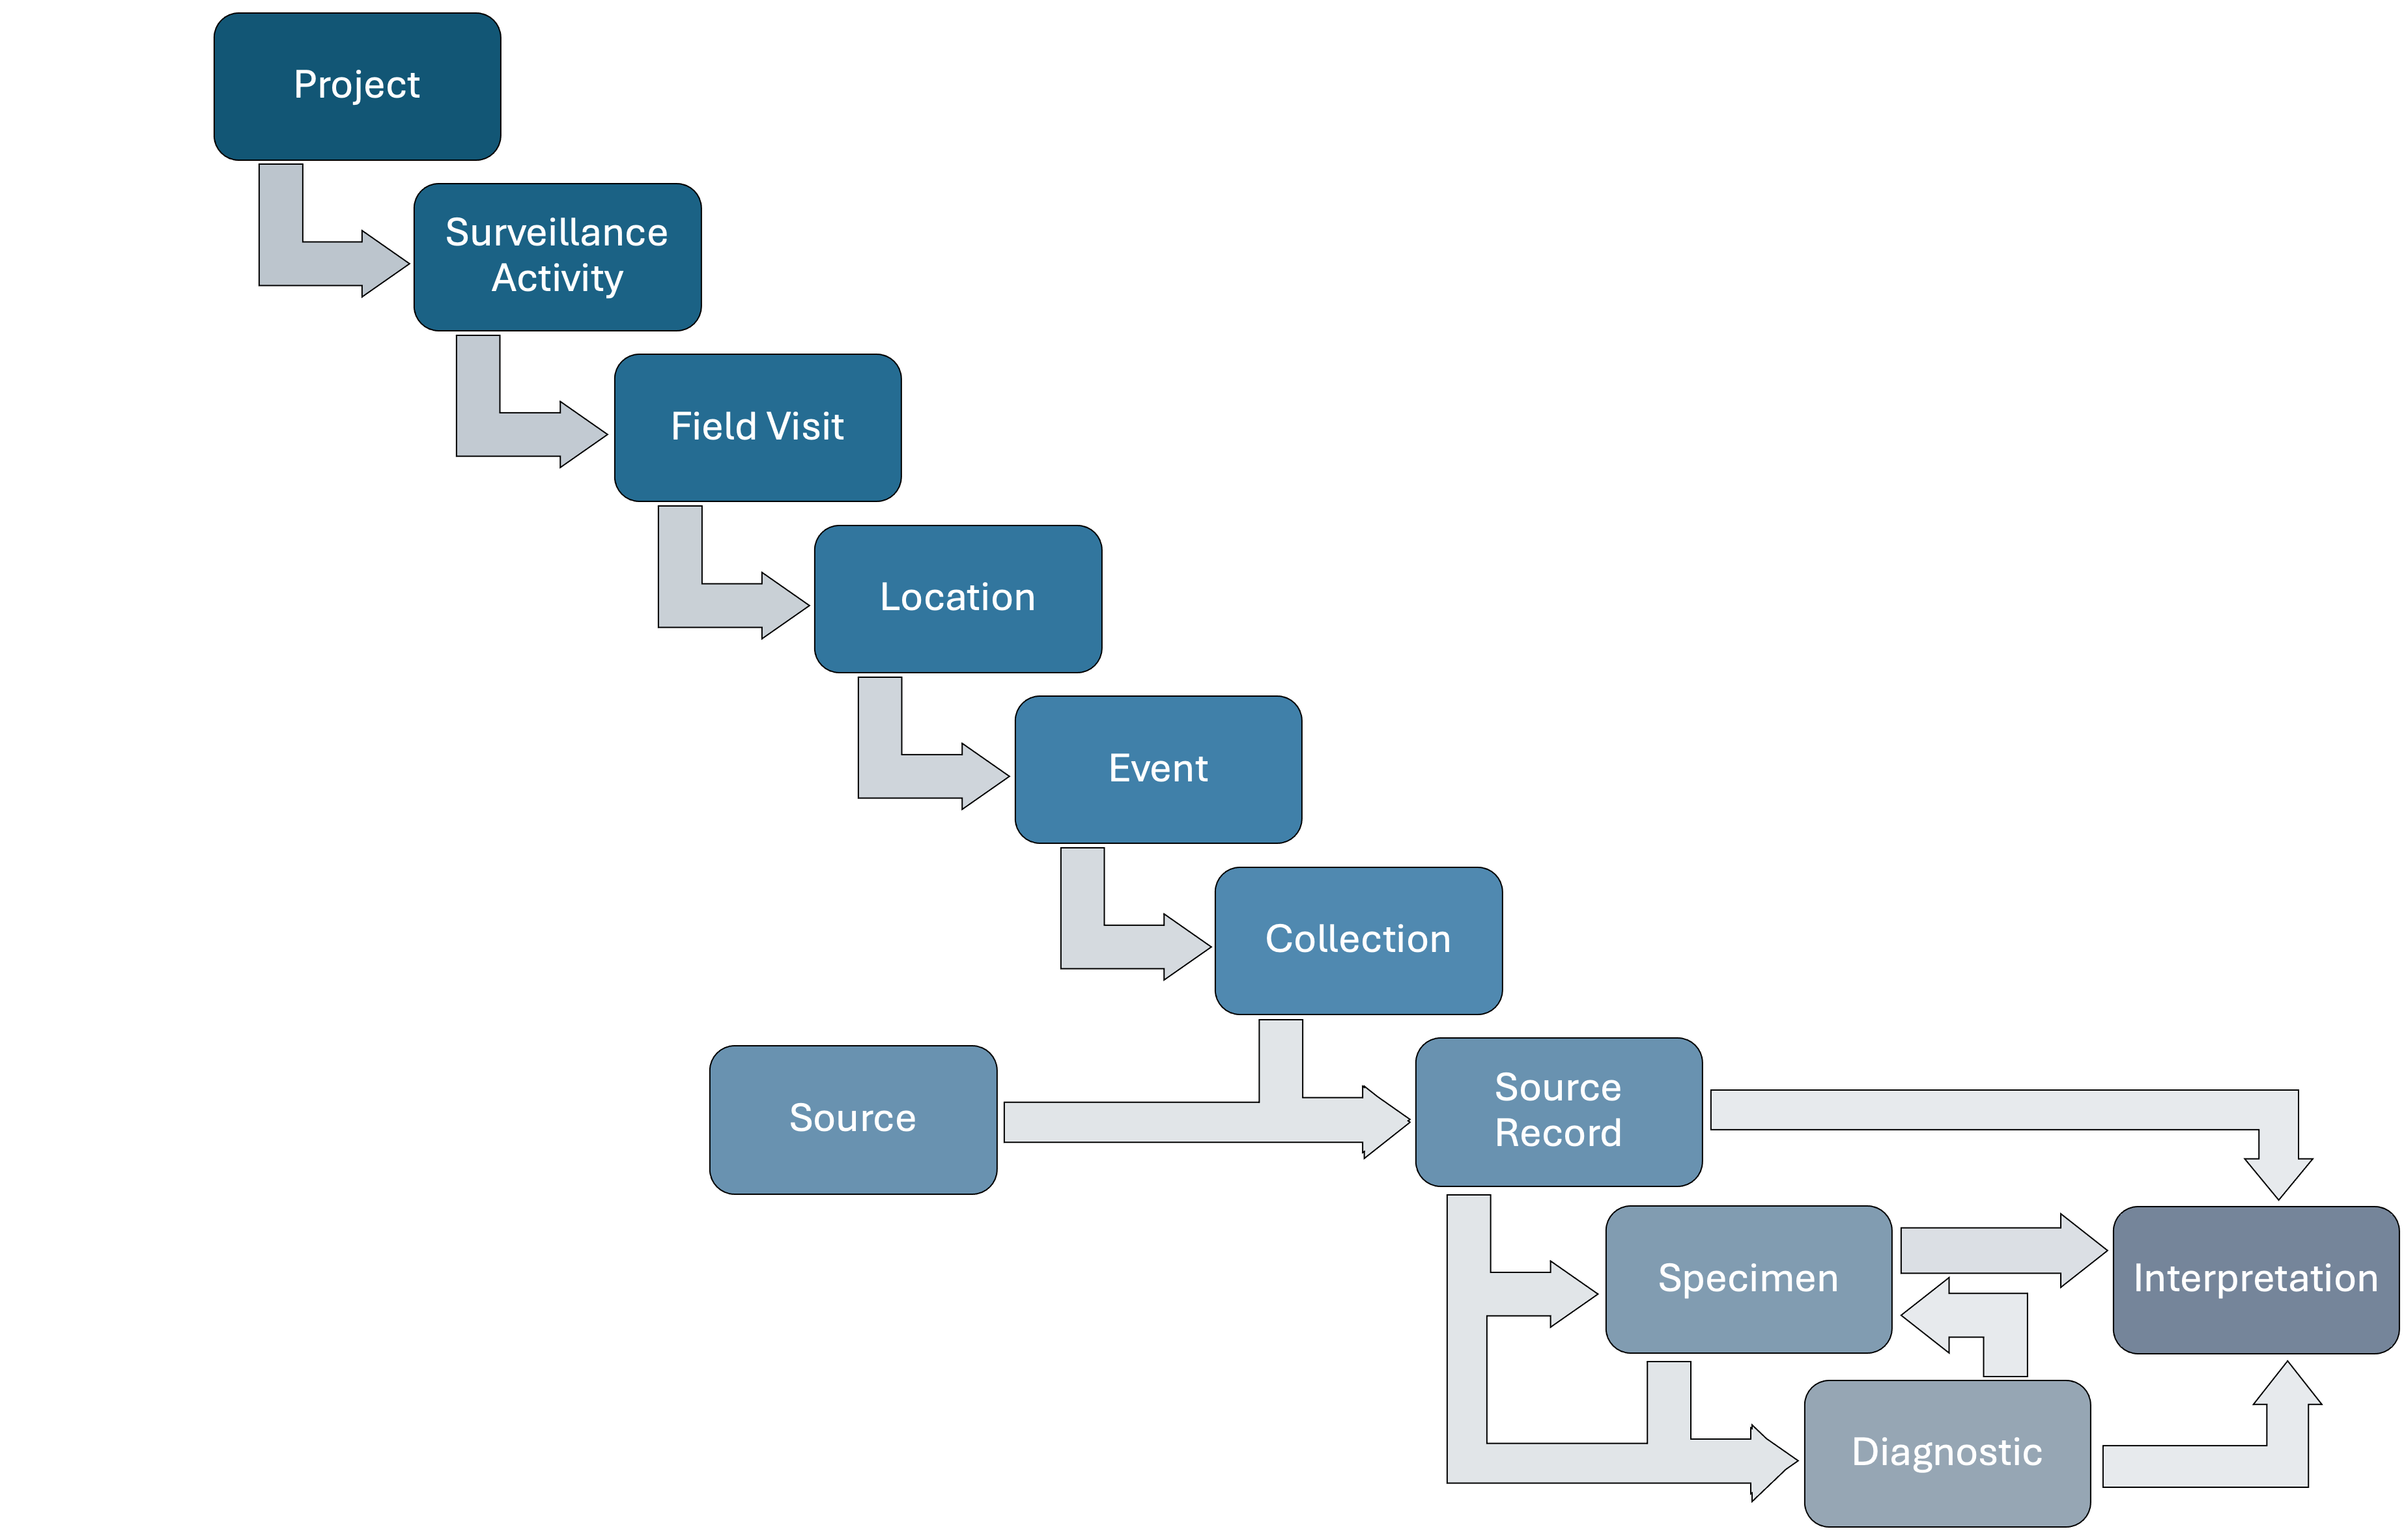 Project
Surveillance
Activity
Field Visit
Location
Event
Collection
Source
Source
Record
Specimen
Interpretation
Diagnostic